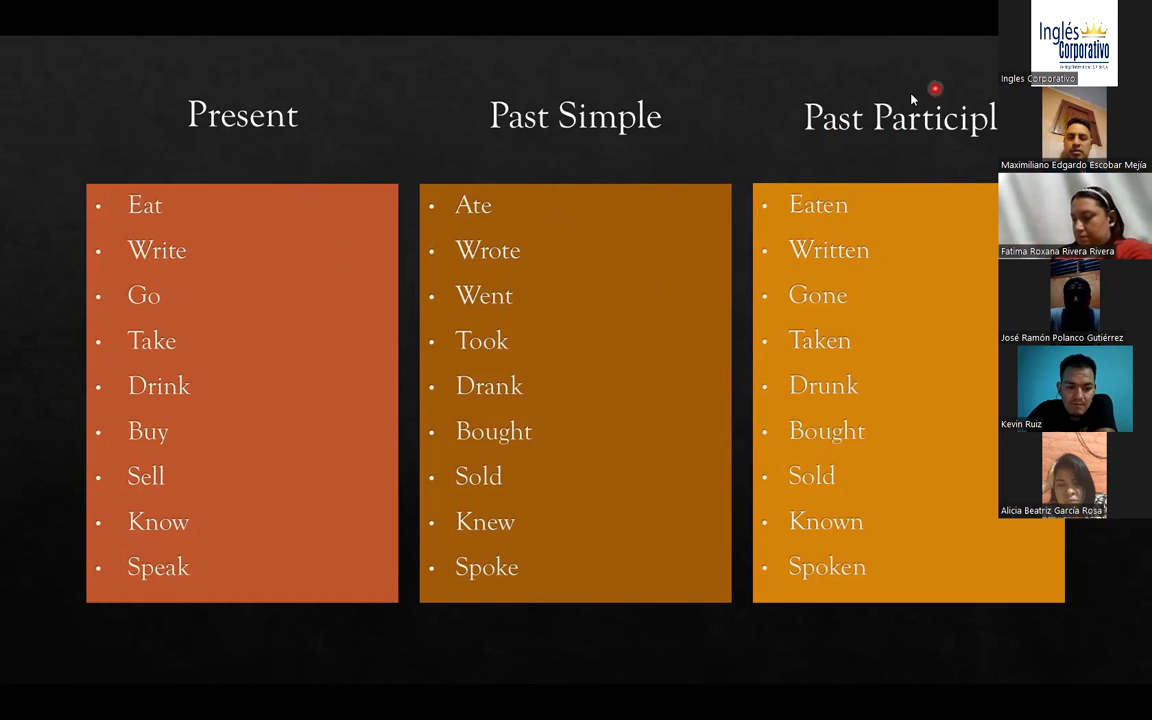 Present
Eat
Write
Go
Take
Drink
Buy
Sell
Know
Speak
Past Simple
Ate
Wrote
Went
Took
Drank
Bought
Sold
Knew
Spoke
Past Participl
Eaten
Written
Gone
Taken
Drunk
Bought
Sold
Known
Spoken
Inglés
Corporativo
Ingles Corporativo
Maximiliano Edgardo Escobar Mejía
Fatima Roxana Rivera Rivera
José Ramón Polanco Gutiérrez
Kevin Ruiz
Alicia Beatriz García Rosa